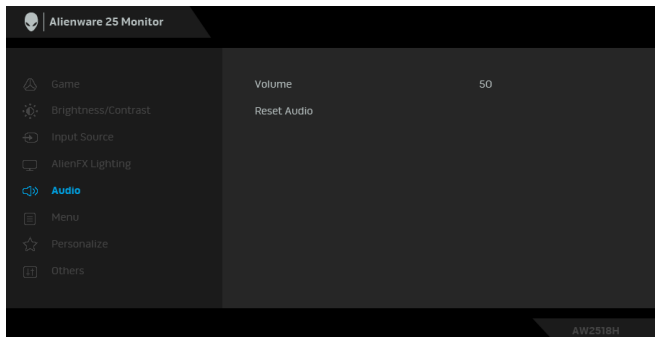 Alienware 25 Monitor
Game
Volume 50
Brightness/Contrast
Reset Audio
Input Source
AlienFX Lighting
Audio
Menu
Personalize
Others
AW2518H